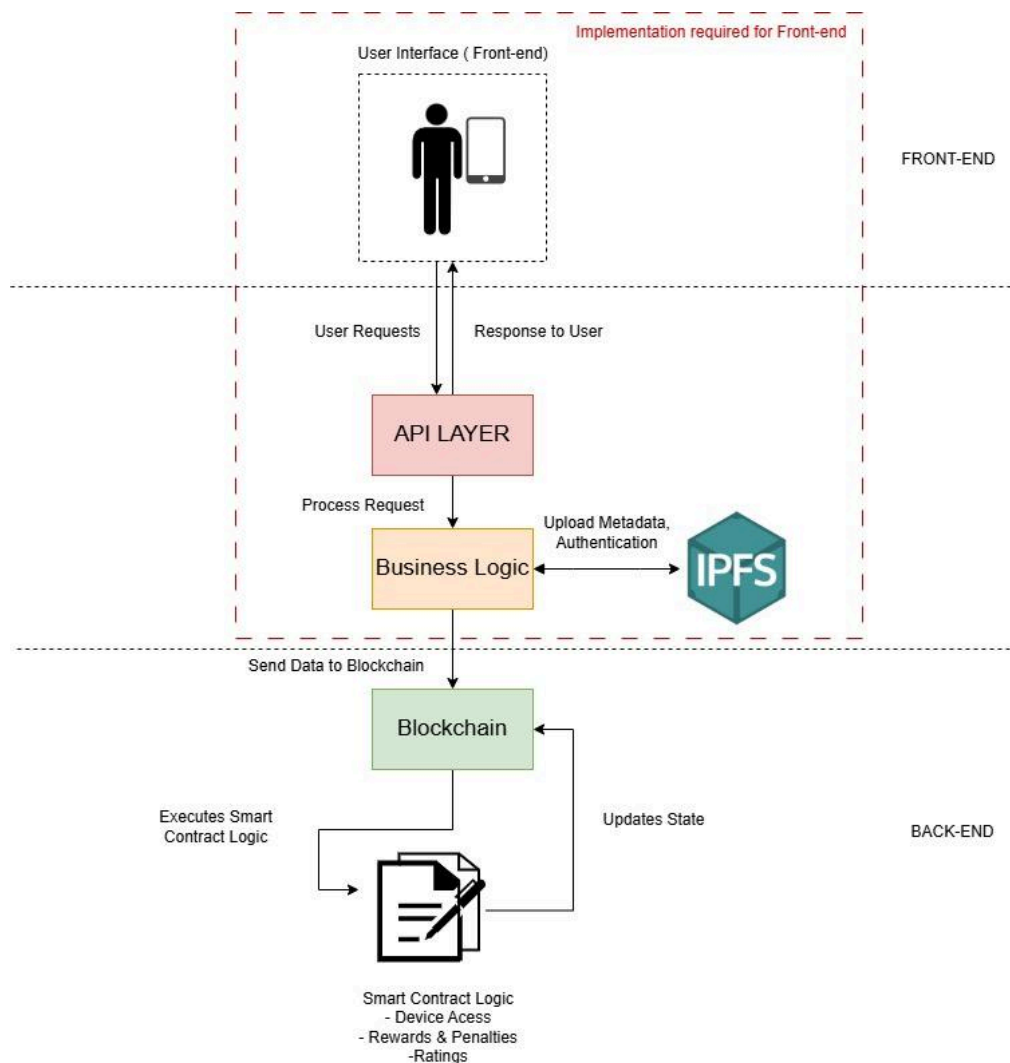 Implementation required for Front-end
User Interface ( Front-end)
FRONT-END
User Requests
Response to User
API LAYER
Process Request
Upload Metadata,
Authentication
Business Logic
IPFS
Send Data to Blockchain
Blockchain
Executes Smart
Contract Logic
Updates State
BACK-END
Smart Contract Logic
- Device Acess
- Rewards & Penalties
-Ratings